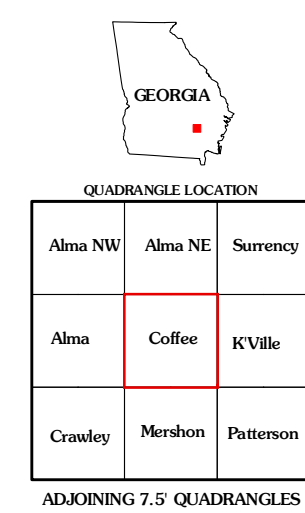 GEORGIA
QUADRANGLE LOCATION
Alma NW Alma NE Surrency
Alma Coffee K'Ville
Crawley Mershon Patterson
ADJOINING 7.5' QUADRANGLES